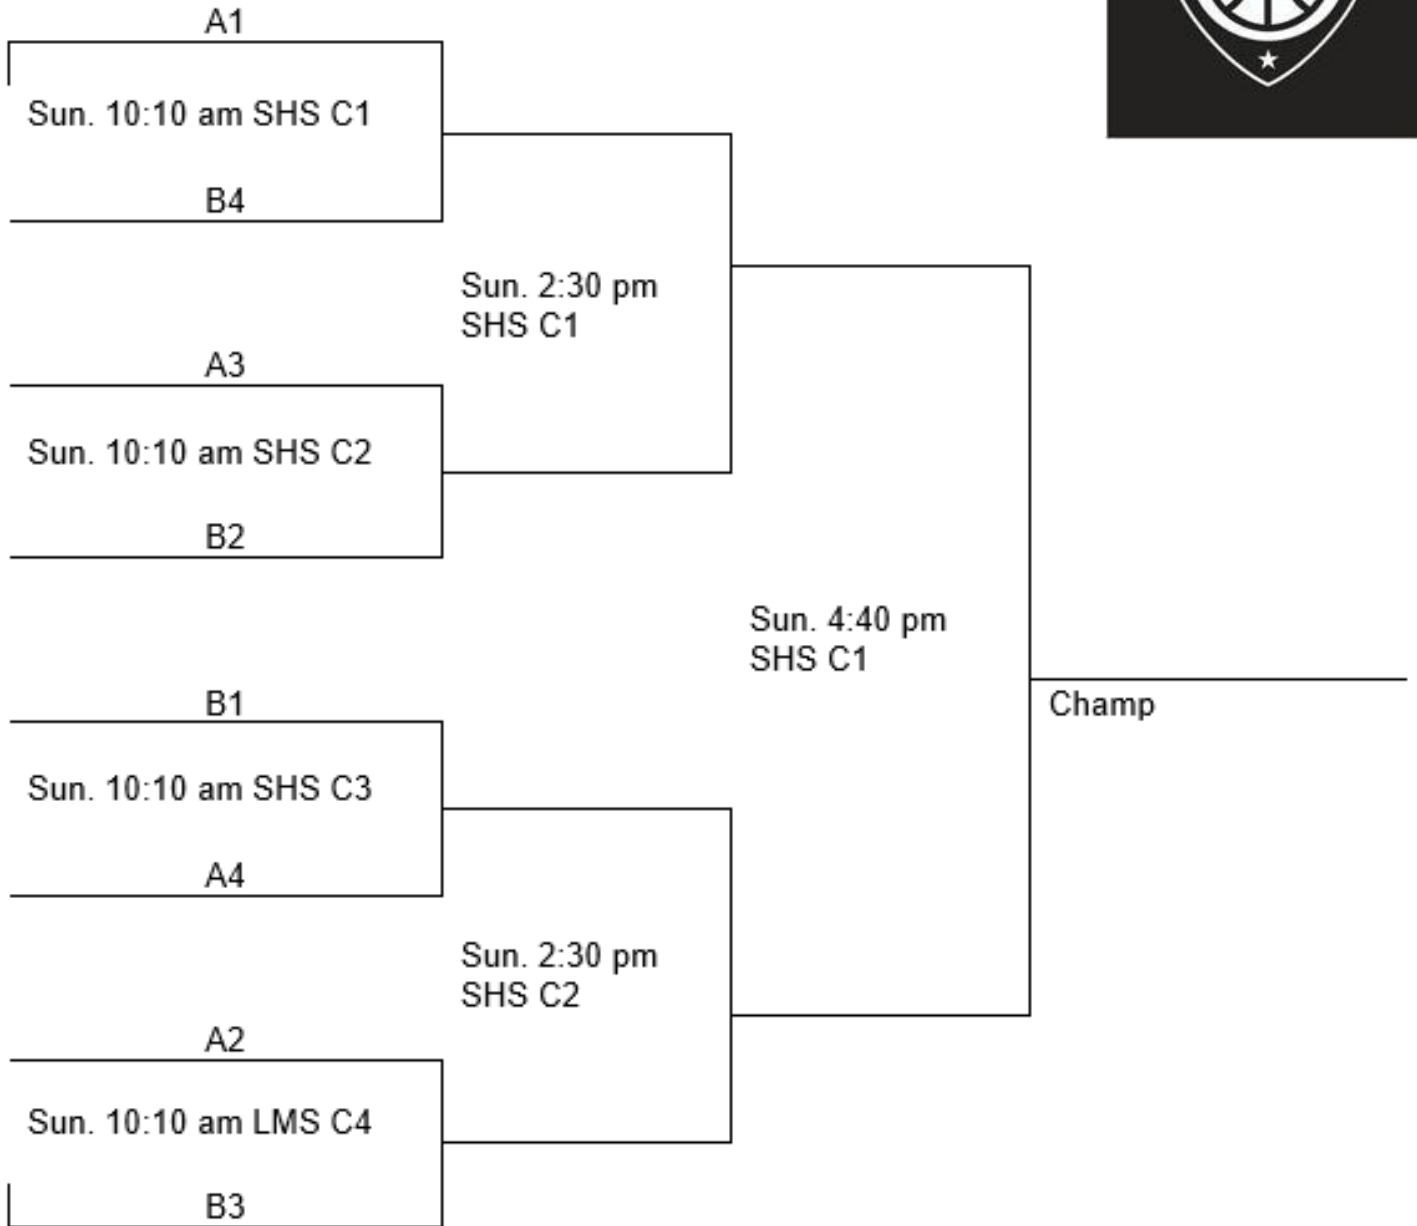 A1
Sun. 10:10 am SHS C1
B4
Sun. 2:30 pm
SHS C1
A3
Sun. 10:10 am SHS C2
B2
Sun. 4:40 pm
SHS C1
B1
Champ
Sun. 10:10 am SHS C3
A4
Sun. 2:30 pm
SHS C2
A2
Sun. 10:10 am LMS C4
B3